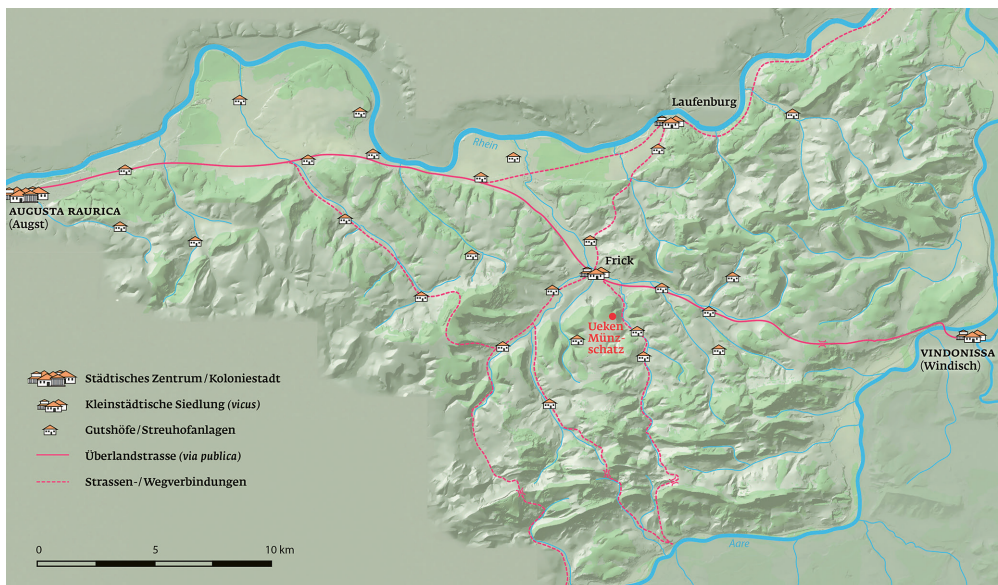 Laufenburg
Rhein
AUGUSTA RAURICA
(Augst)
Frick
Ueken
Münz-
schatz
VINDONISSA
(Windisch)
Städtisches Zentrum/Koloniestadt
Kleinstädtische Siedlung (vicus)
Gutshöfe/Streuhofanlagen
Überlandstrasse (via publica)
Strassen-/Wegverbindungen
Aare
0 5 10 km